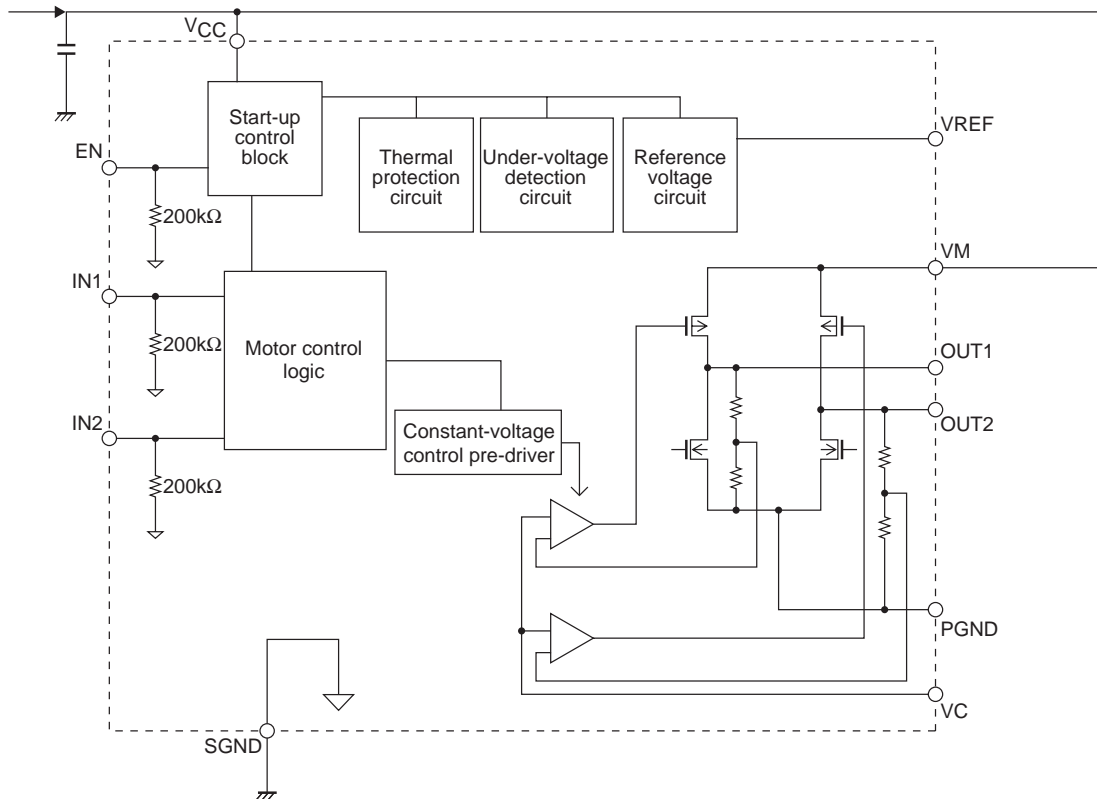 VCC
Start-up
control
block
EN
200kΩ
Thermal
protection
circuit
Under-voltage
detection
circuit
Reference
voltage
circuit
VREF
VM
IN1
200kΩ
Motor control
logic
OUT1
IN2
200kΩ
Constant-voltage
control pre-driver
OUT2
PGND
VC
SGND